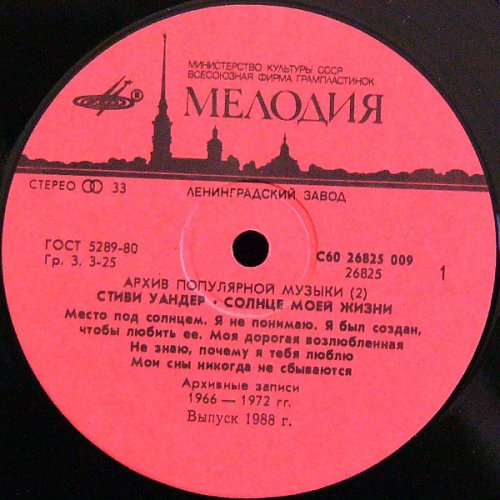 МИНИСТЕРСТВО КУЛЬТУРЫ СССР
ВСЕСОЮЗНАЯ ФИРМА ГРАМПЛАСТИНОК
®
МЕЛОДИЯ
СТЕРЕО 33
ЛЕНИНГРАДСКИЙ ЗАВОД
ГОСТ 5289-80
Гр. 3. 3-25
С60 26825 009
26825
1
АРХИВ ПОПУЛЯРНОЙ МУЗЫКИ (2)
СТИВИ УАНДЕР · СОЛНЦЕ МОЕЙ ЖИЗНИ
Место под солнцем. Я не понимаю. Я был создан,
чтобы любить ее. Моя дорогая возлюбленная
Не знаю, почему я тебя люблю
Мои сны никогда не сбываются
Архивные записи
1966 — 1972 гг.
Выпуск 1988 г.